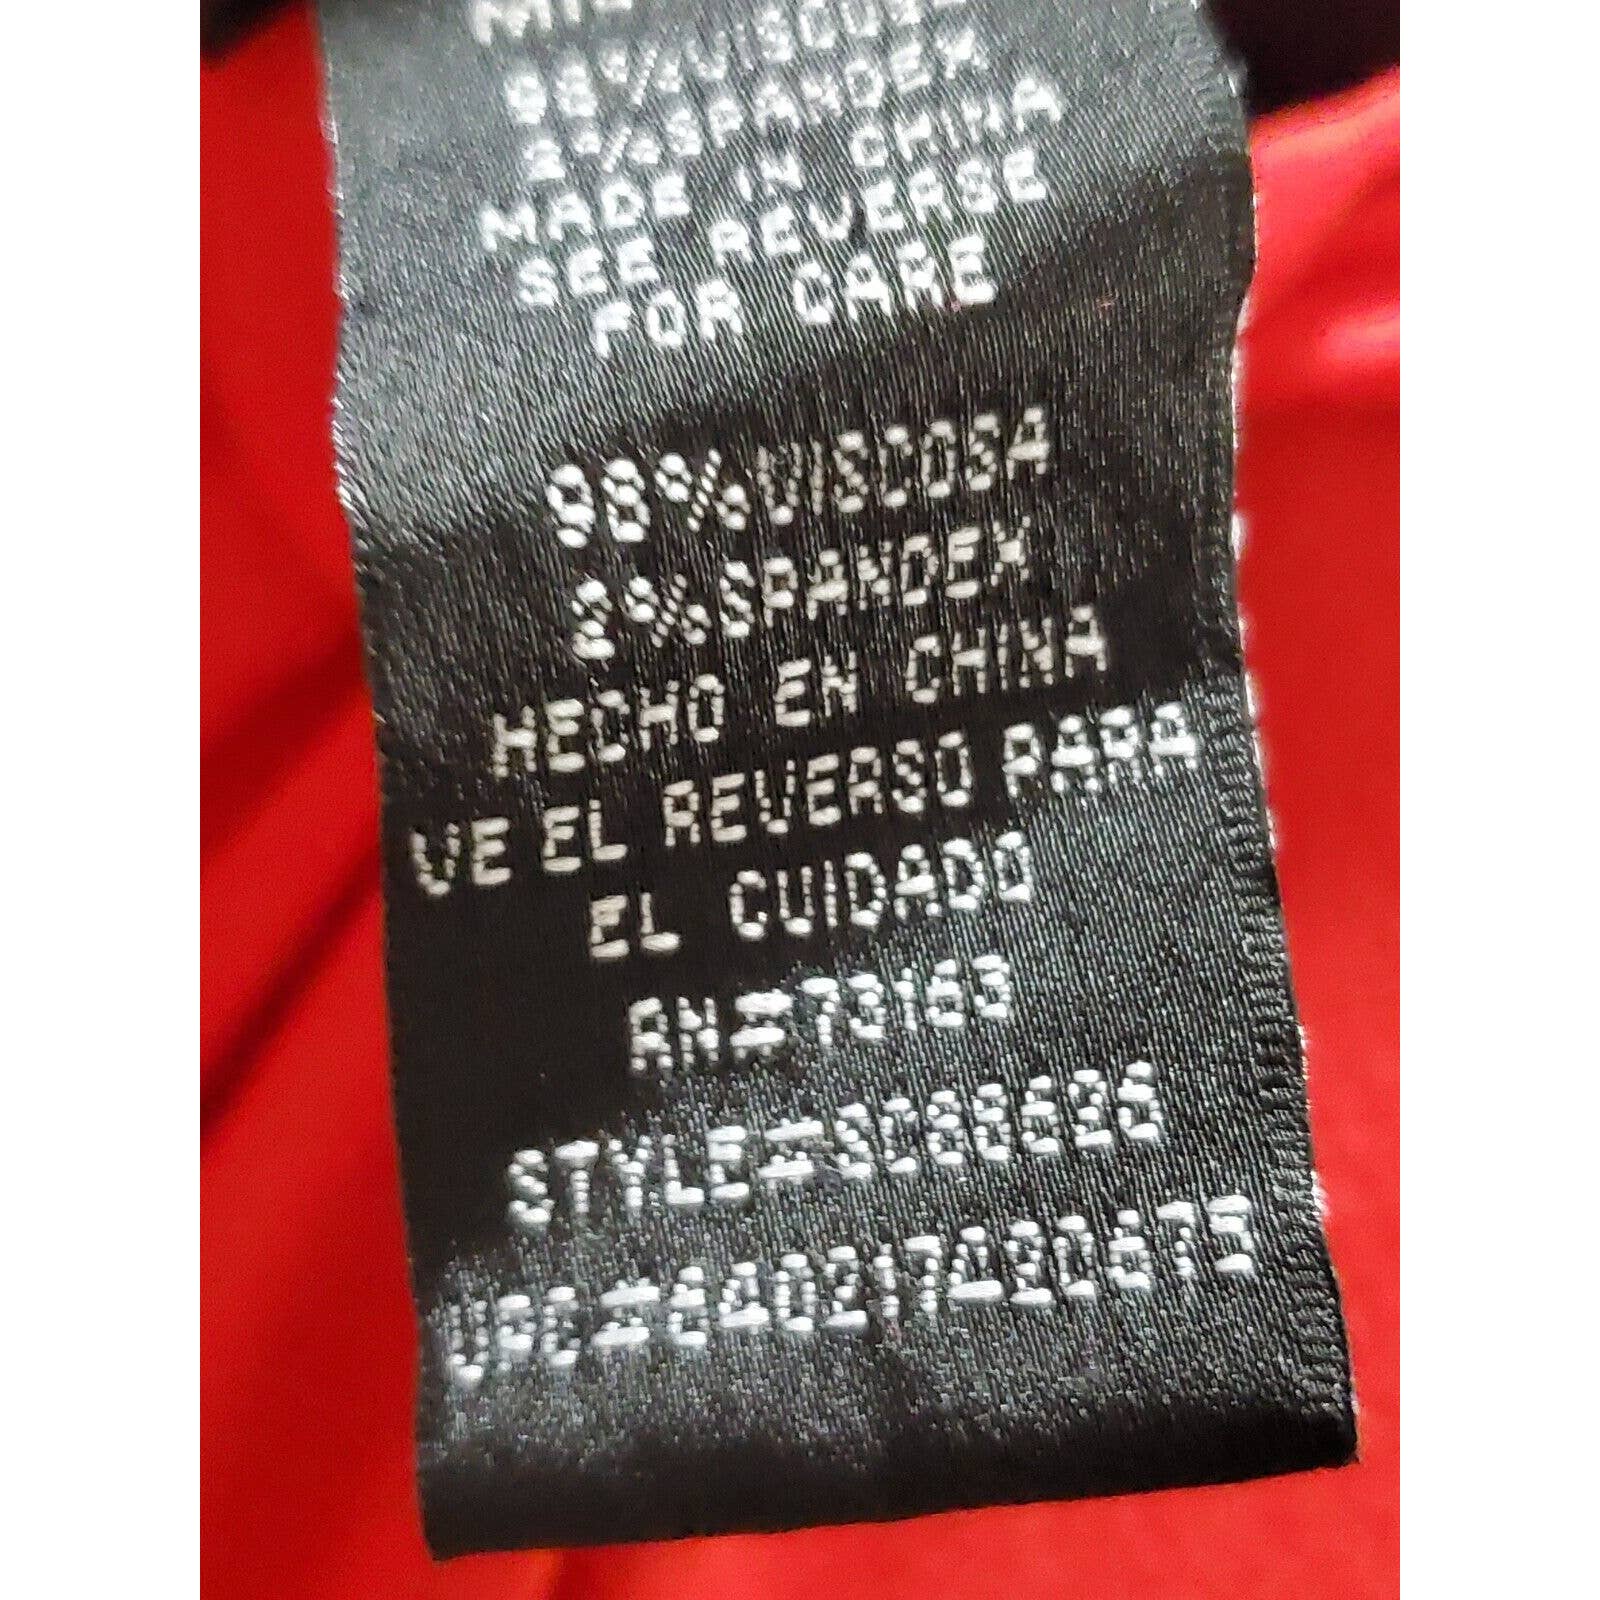 98%VISCOSE
2%SPANDEX
MADE IN CHINA
SEE REVERSE
FOR CARE
98%VISCOSA
2%SPANDEX
HECHO EN CHINA
VE EL REVERSO PARA
EL CUIDADO
RN=73163